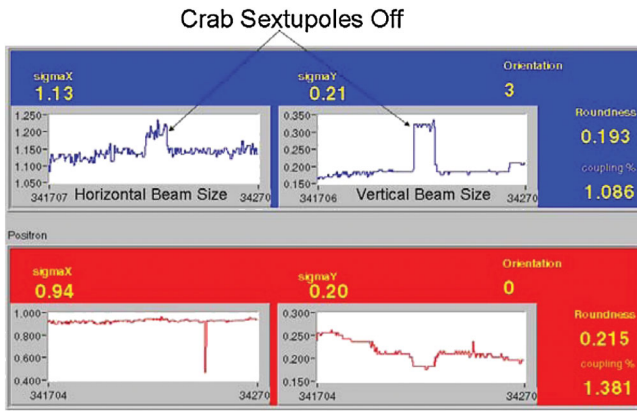 Crab Sextupoles Off
sigmaX
1.13
sigmaY
0.21
Orientation
3
1.250
1.200
1.150
1.100
1.050
341707
Horizontal Beam Size
34270
0.350
0.300
0.250
0.200
0.150
341706
Vertical Beam Size
34270
Roundness
0.193
coupling %
1.086
Positron
sigmaX
0.94
sigmaY
0.20
Orientation
0
1.000
0.800
0.600
0.400
341704
34270
0.300
0.250
0.200
0.150
341704
34270
Roundness
0.215
coupling %
1.381